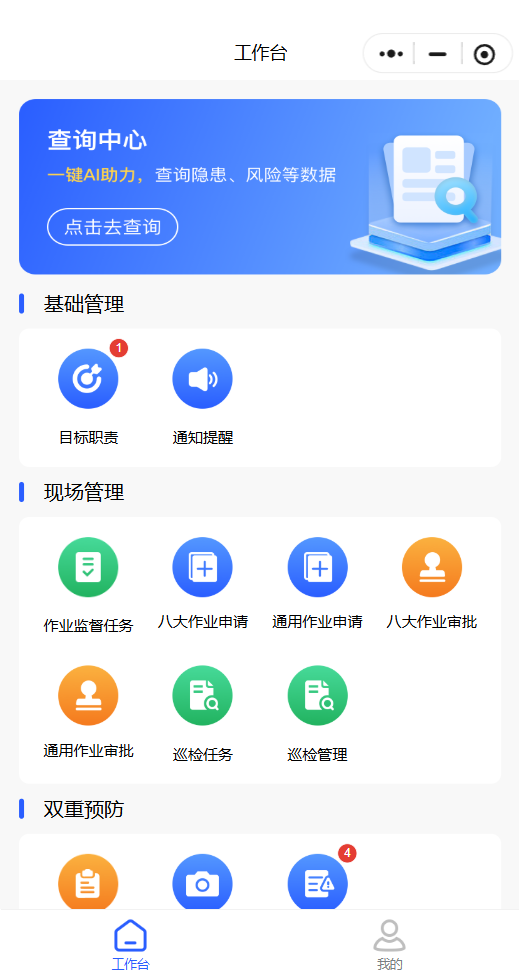 工作台
查询中心
一键AI助力，查询隐患、风险等数据
点击去查询
基础管理
1
目标职责
通知提醒
现场管理
作业监督任务
八大作业申请
通用作业申请
八大作业审批
通用作业审批
巡检任务
巡检管理
双重预防
4
工作台
我的